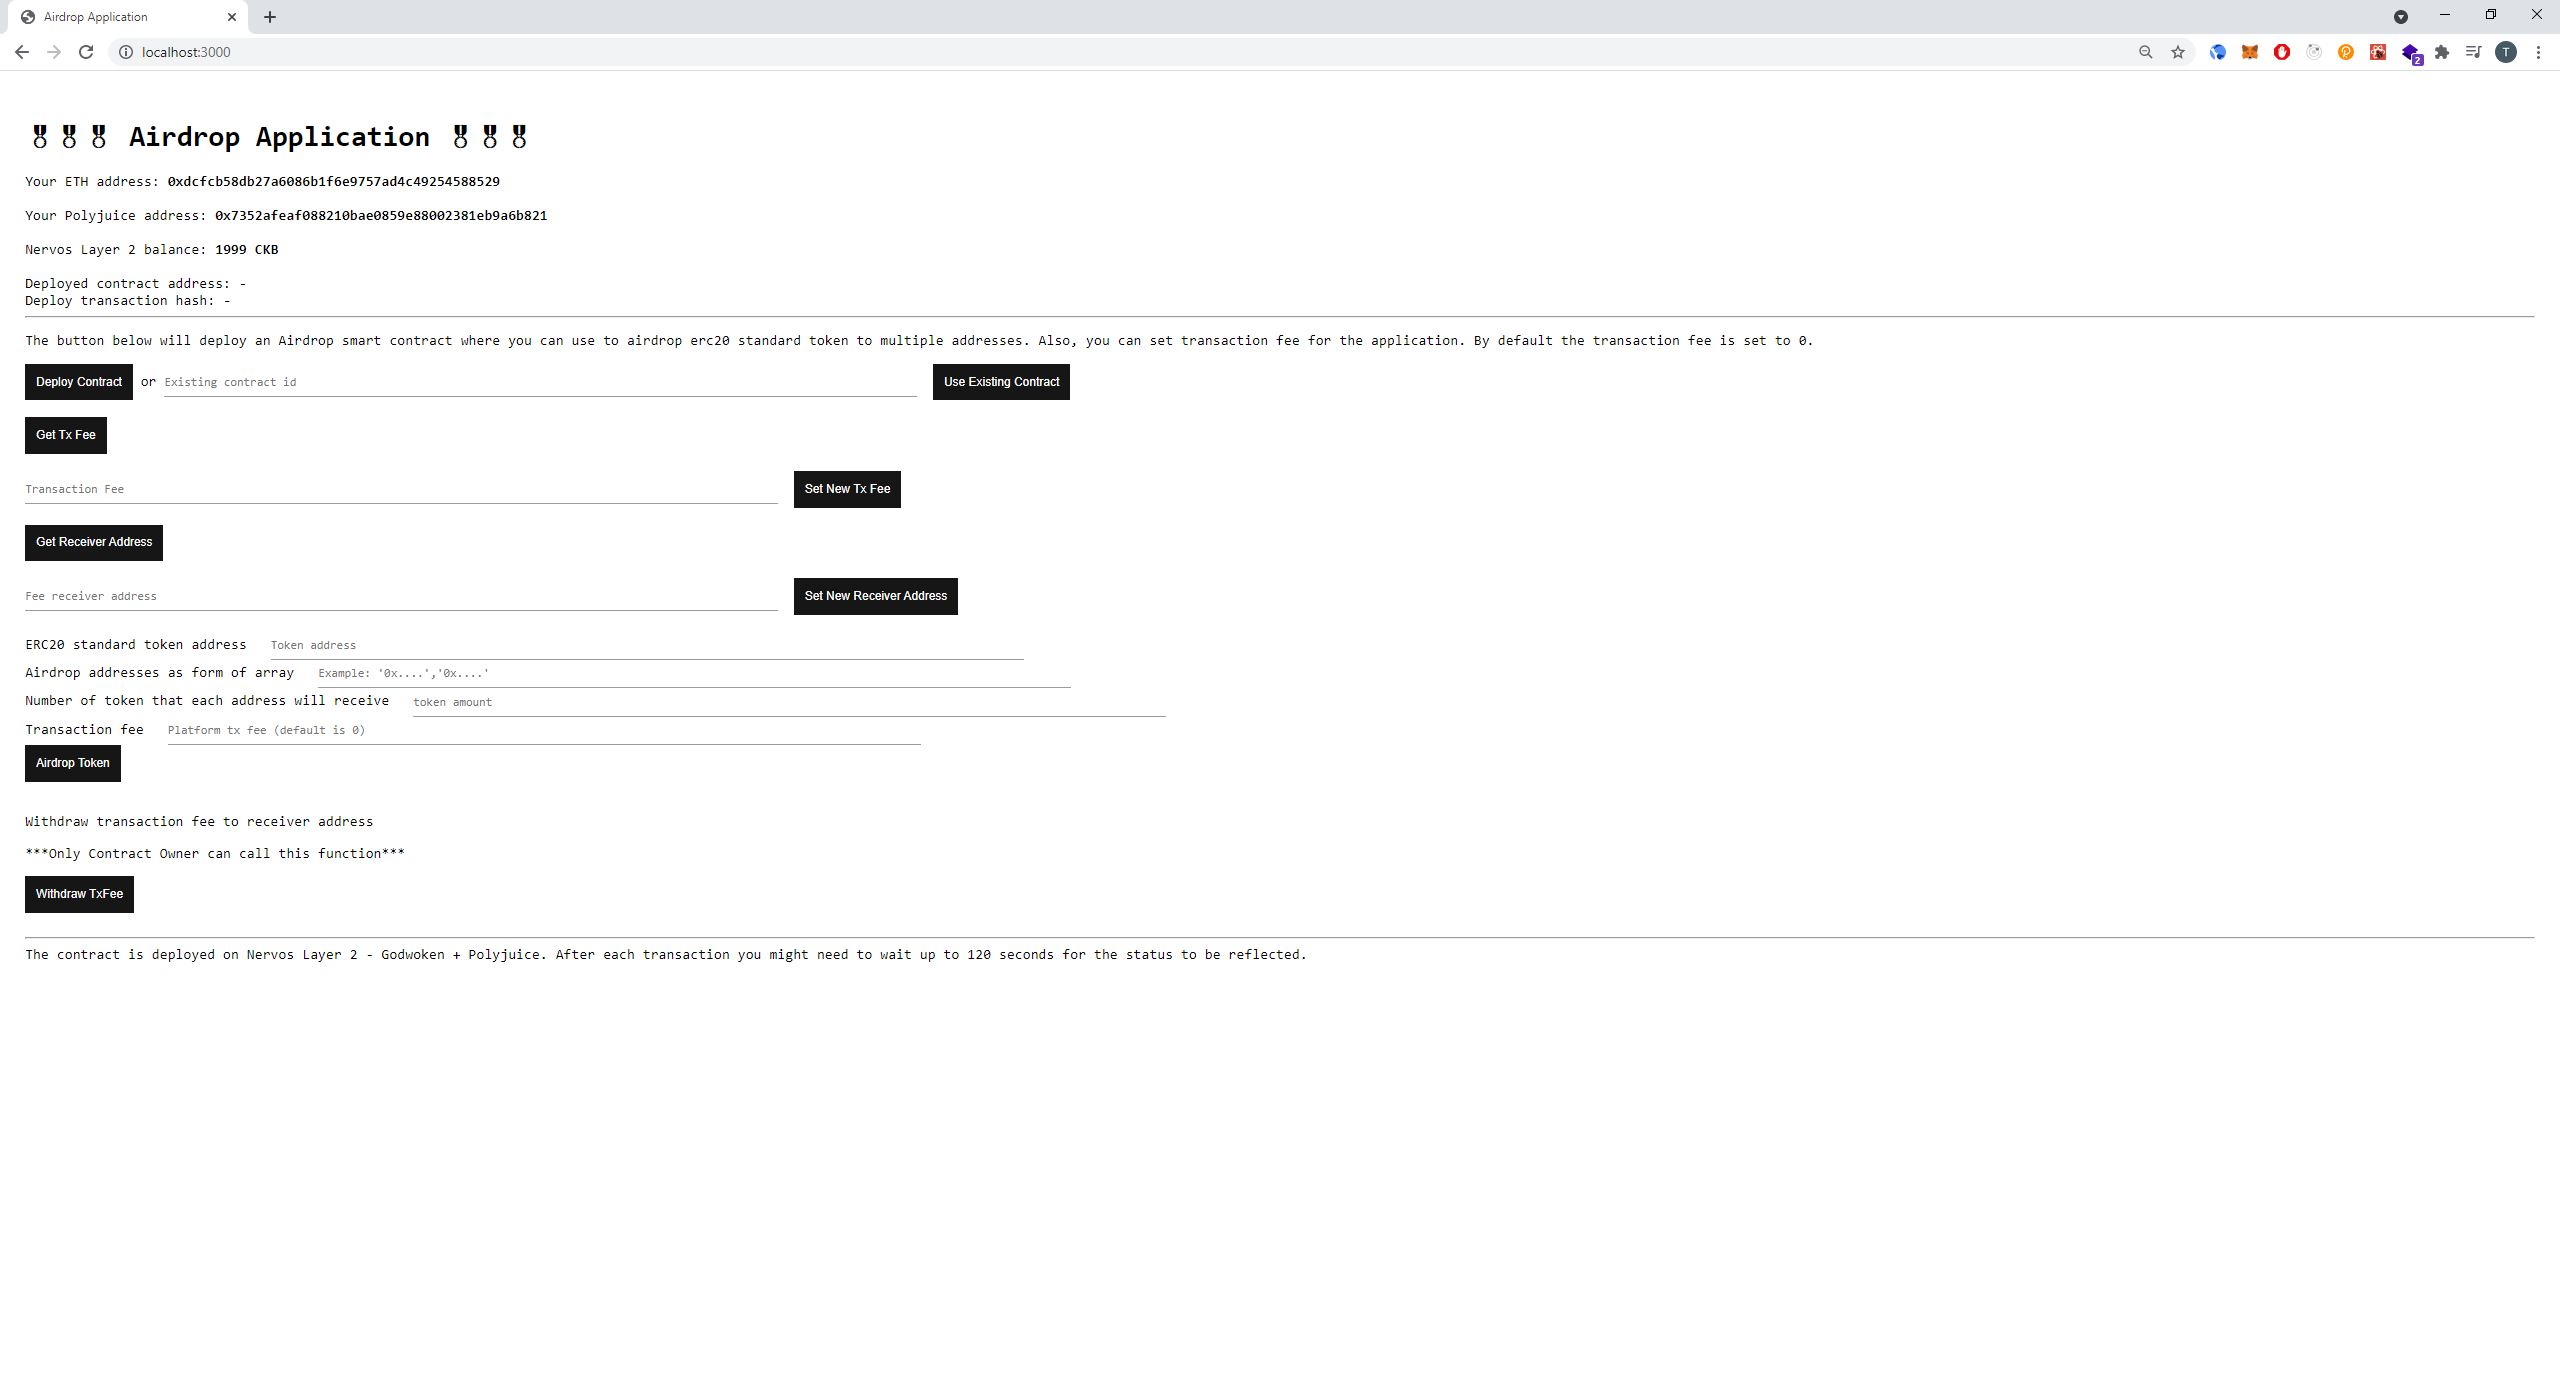 Airdrop Application
localhost:3000
2
T
🎖🎖🎖 Airdrop Application 🎖🎖🎖
Your ETH address: 0xdcfcb58db27a6086b1f6e9757ad4c49254588529
Your Polyjuice address: 0x7352afeaf088210bae0859e88002381eb9a6b821
Nervos Layer 2 balance: 1999 CKB
Deployed contract address: -
Deploy transaction hash: -
The button below will deploy an Airdrop smart contract where you can use to airdrop erc20 standard token to multiple addresses. Also, you can set transaction fee for the application. By default the transaction fee is set to 0.
Deploy Contract or Existing contract id Use Existing Contract
Get Tx Fee
Transaction Fee Set New Tx Fee
Get Receiver Address
Fee receiver address Set New Receiver Address
ERC20 standard token address Token address
Airdrop addresses as form of array Example: '0x....','0x....'
Number of token that each address will receive token amount
Transaction fee Platform tx fee (default is 0)
Airdrop Token
Withdraw transaction fee to receiver address
***Only Contract Owner can call this function***
Withdraw TxFee
The contract is deployed on Nervos Layer 2 - Godwoken + Polyjuice. After each transaction you might need to wait up to 120 seconds for the status to be reflected.